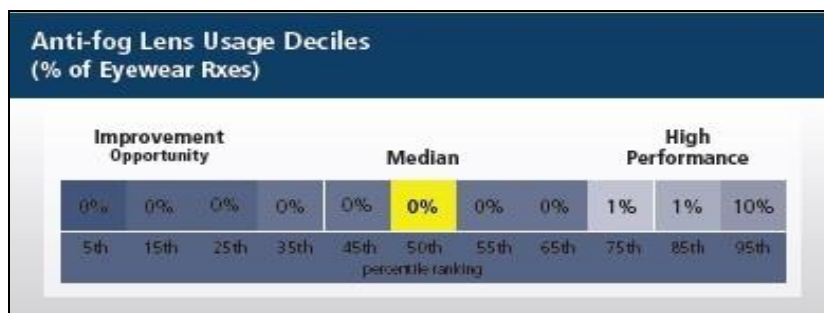 Anti-fog Lens Usage Deciles
(% of Eyewear Rxes)
Improvement
Opportunity
Median
High
Performance
0% 0% 0% 0% 0% 0% 0% 0% 1% 1% 10%
5th 15th 25th 35th 45th 50th 55th 65th 75th 85th 95th
percentile ranking